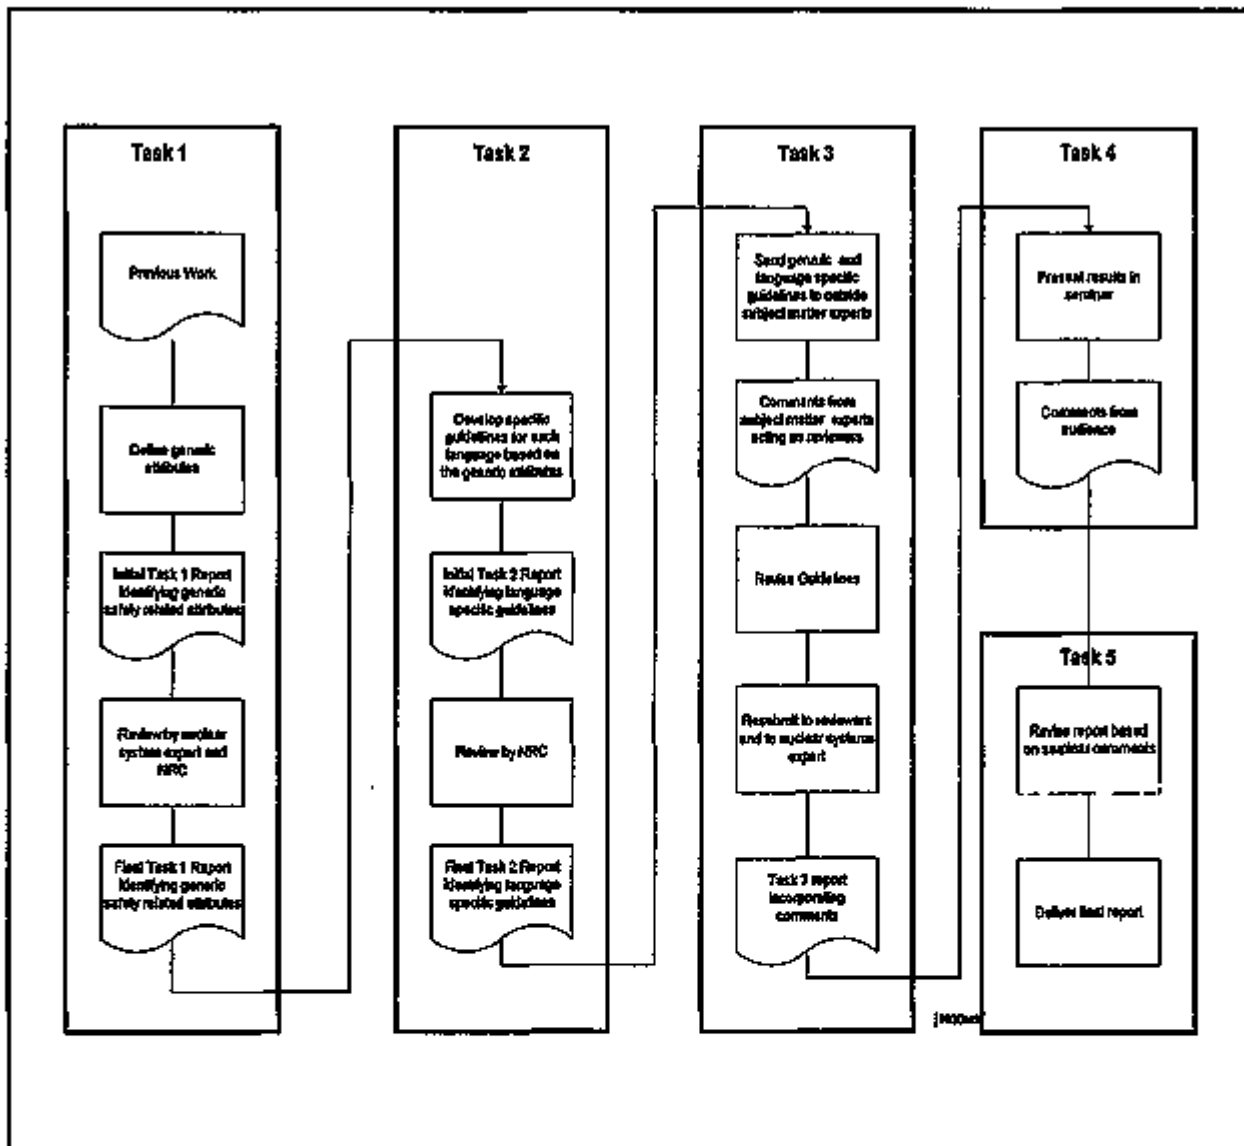 Task 1
Previous Work
Define generic
attributes
Initial Task 1 Report
Identifying generic
safety related attributes
Review by nuclear
system expert and
NRC
Final Task 1 Report
Identifying generic
safety related attributes
Task 2
Develop specific
guidelines for each
language based on
the generic attributes
Initial Task 2 Report
identifying language
specific guidelines
Review by NRC
Final Task 2 Report
identifying language
specific guidelines
Task 3
Send generic and
language specific
guidelines to outside
subject matter experts
Comments from
subject matter experts
acting as reviewers
Revise Guidelines
Resubmit to reviewers
and to nuclear systems
expert
Task 3 report
incorporating
comments
Task 4
Present results in
seminar
Comments from
audience
Task 5
Revise report based
on comments
Deliver final report